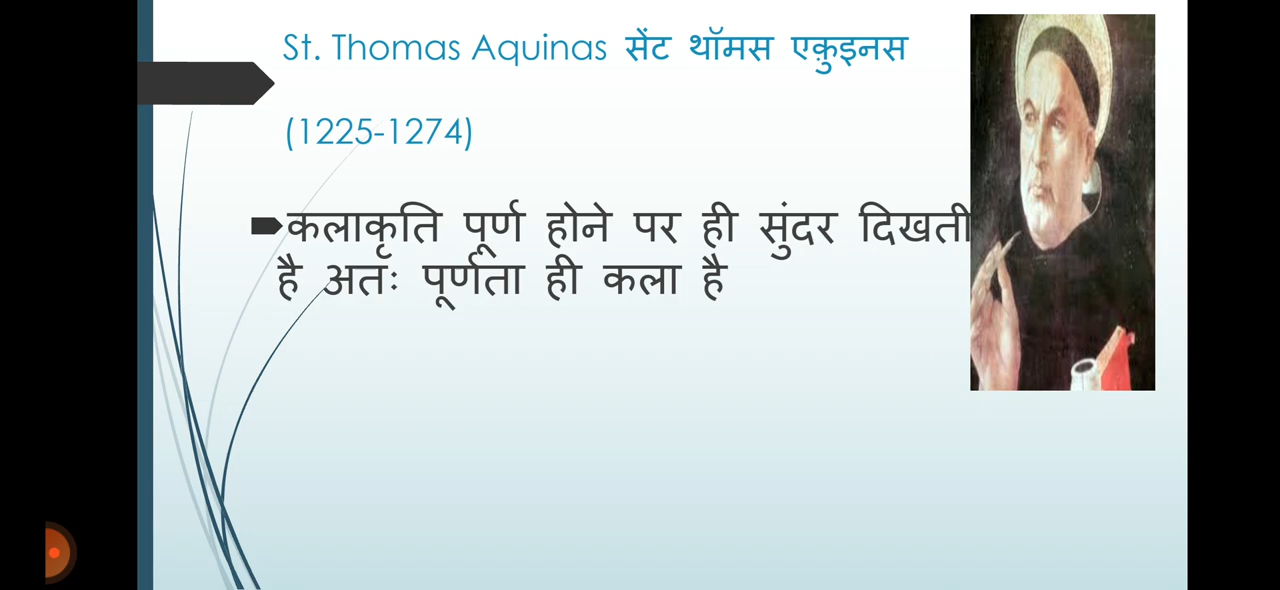 St. Thomas Aquinas सेंट थॉमस एक़ुइनस
(1225-1274)
कलाकृति पूर्ण होने पर ही सुंदर दिखती
है अतः पूर्णता ही कला है